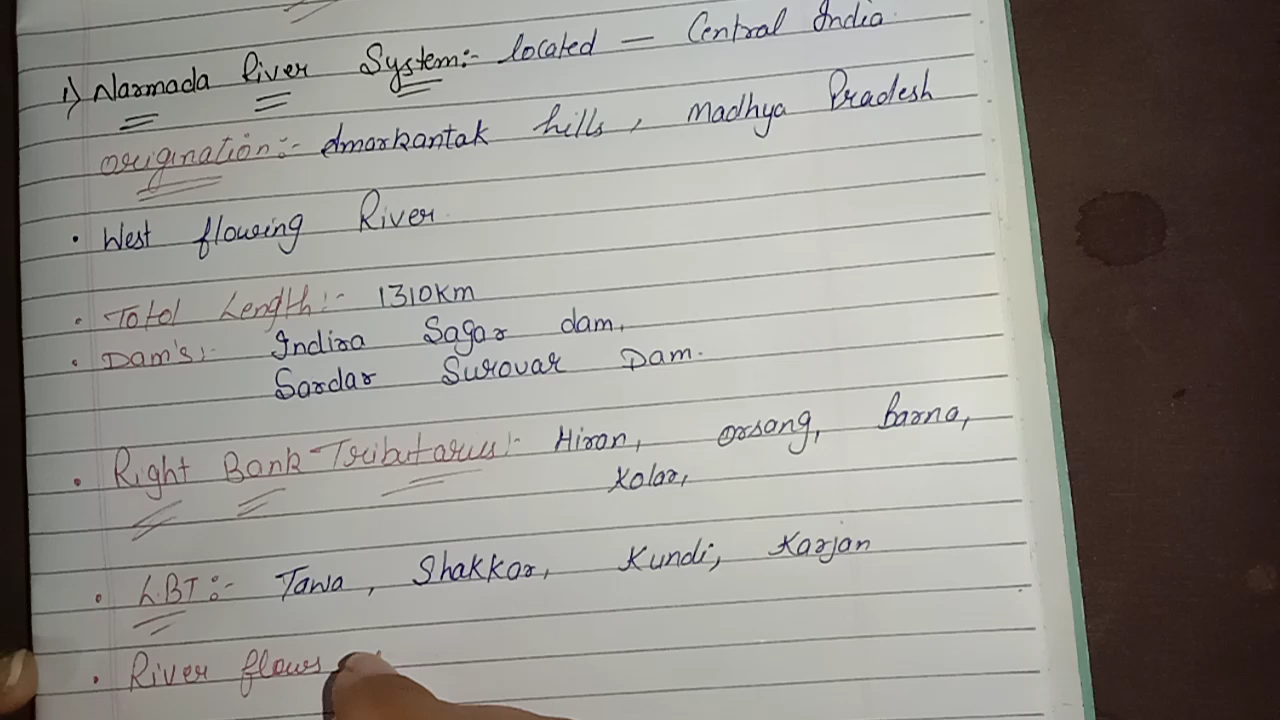 1) Narmada River System:- located — Central India
origination:- Amarkantak hills, Madhya Pradesh
• West flowing River
• Total Length:- 1310km
• Dam's:- Indira Sagar dam.
Sardar Surovar Dam.
• Right Bank Tributarus:- Hiran, orsang, Barna,
Kolar,
• LBT:- Tawa, Shakkar, Kundi, Karjan
• River flows